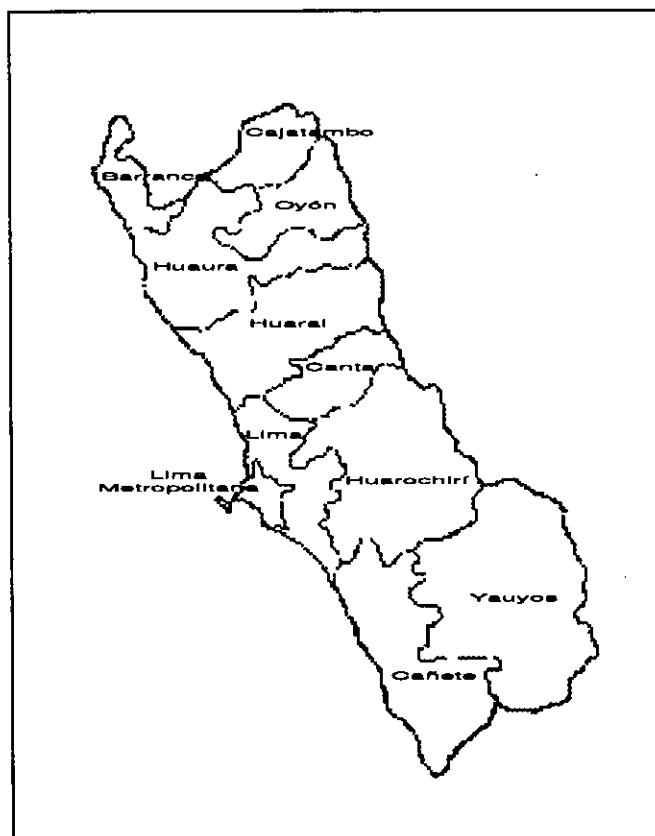 Cajatambo
Barranca
Oyón
Huaura
Huaral
Canta
Lima
Lima
Metropolitana
Huarochirí
Yauyos
Cañete